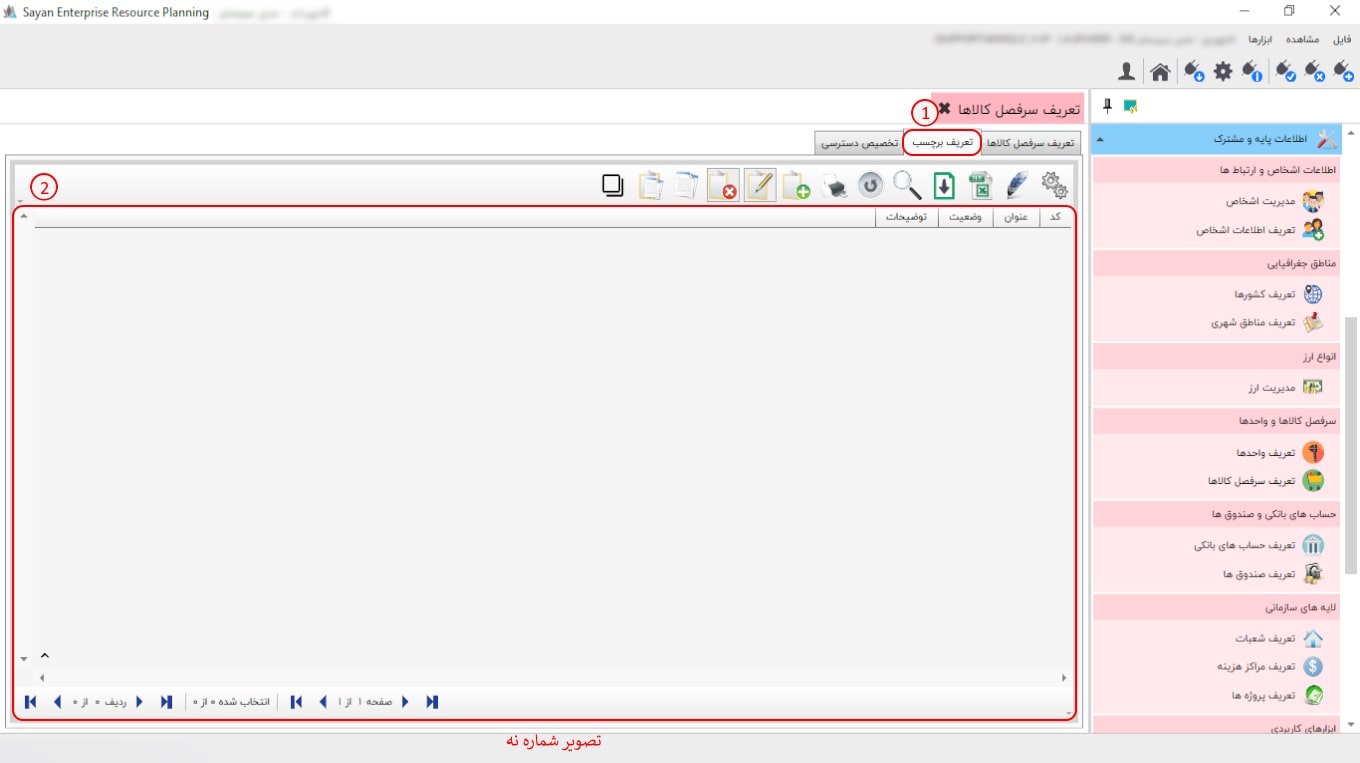 Sayan Enterprise Resource Planning
فایل مشاهده ابزارها
تعریف سرفصل کالاها
1
تعریف سرفصل کالاها
تعریف برچسب
تخصیص دسترسی
2
کد عنوان وضعیت توضیحات
ردیف ۰ از ۰
انتخاب شده ۰ از ۰
صفحه ۱ از ۱
اطلاعات پایه و مشترک
اطلاعات اشخاص و ارتباط ها
مدیریت اشخاص
تعریف اطلاعات اشخاص
مناطق جغرافیایی
تعریف کشورها
تعریف مناطق شهری
انواع ارز
مدیریت ارز
سرفصل کالاها و واحدها
تعریف واحدها
تعریف سرفصل کالاها
حساب های بانکی و صندوق ها
تعریف حساب های بانکی
تعریف صندوق ها
لایه های سازمانی
تعریف شعبات
تعریف مراکز هزینه
تعریف پروژه ها
ابزارهای کاربردی
تصویر شماره نه